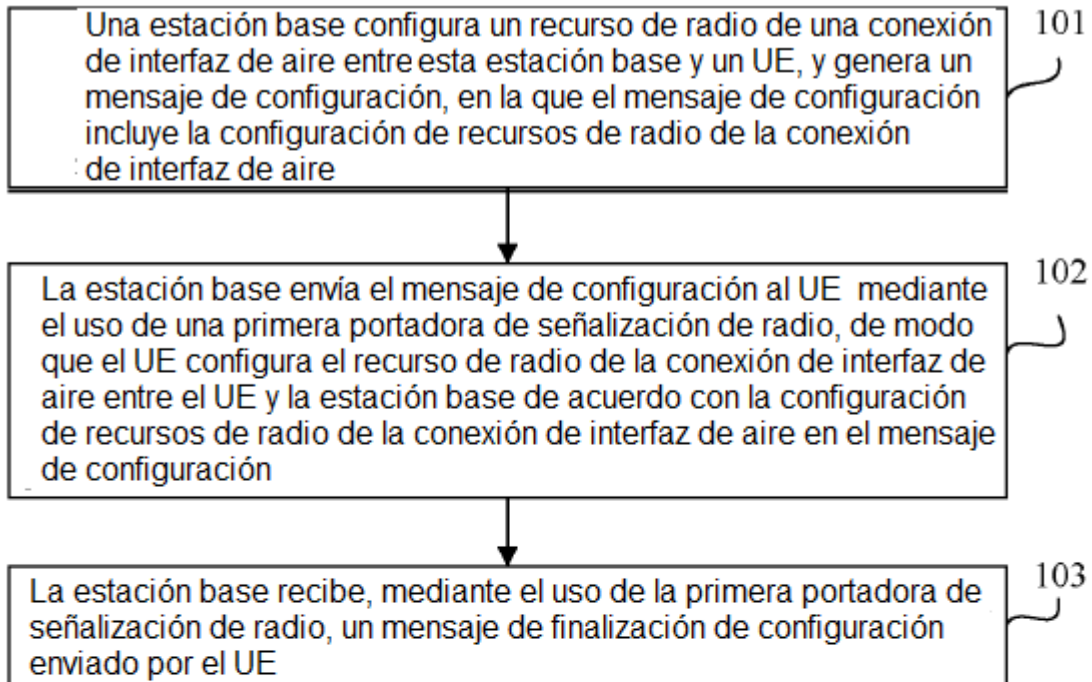 Una estación base configura un recurso de radio de una conexión
de interfaz de aire entre esta estación base y un UE, y genera un
mensaje de configuración, en la que el mensaje de configuración
incluye la configuración de recursos de radio de la conexión
de interfaz de aire
101
La estación base envía el mensaje de configuración al UE mediante
el uso de una primera portadora de señalización de radio, de modo
que el UE configura el recurso de radio de la conexión de interfaz de
aire entre el UE y la estación base de acuerdo con la configuración
de recursos de radio de la conexión de interfaz de aire en el mensaje
de configuración
102
La estación base recibe, mediante el uso de la primera portadora de
señalización de radio, un mensaje de finalización de configuración
enviado por el UE
103